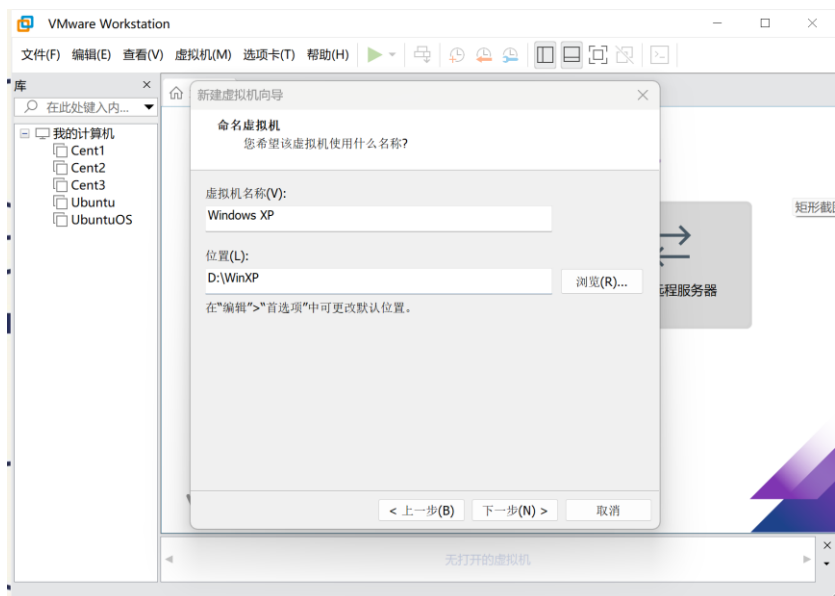 VMware Workstation
文件(F) 编辑(E) 查看(V) 虚拟机(M) 选项卡(T) 帮助(H)
库
在此处键入内...
我的计算机
Cent1
Cent2
Cent3
Ubuntu
UbuntuOS
新建虚拟机向导
命名虚拟机
您希望该虚拟机使用什么名称?
虚拟机名称(V):
Windows XP
位置(L):
D:\WinXP
浏览(R)...
在"编辑">"首选项"中可更改默认位置。
< 上一步(B) 下一步(N) > 取消
程服务器
矩形截
无打开的虚拟机